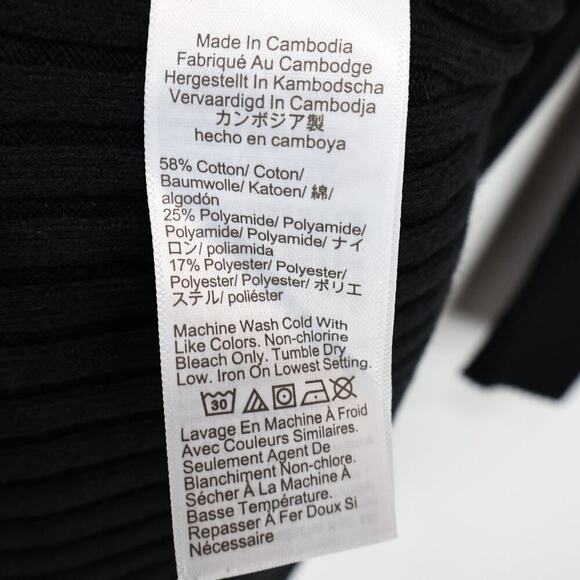 Made In Cambodia
Fabriqué Au Cambodge
Hergestellt In Kambodscha
Vervaardigd In Cambodja
カンボジア製
hecho en camboya
58% Cotton/ Coton/
Baumwolle/ Katoen/ 綿/
algodón
25% Polyamide/ Polyamide/
Polyamide/ Polyamide/ ナイ
ロン/ poliamida
17% Polyester/ Polyester/
Polyester/ Polyester/ ポリエ
ステル/ poliéster
Machine Wash Cold With
Like Colors. Non-chlorine
Bleach Only. Tumble Dry
Low. Iron On Lowest Setting.
30
Lavage En Machine À Froid
Avec Couleurs Similaires.
Seulement Agent De
Blanchiment Non-chlore.
Sécher À La Machine À
Basse Température.
Repasser À Fer Doux Si
Nécessaire